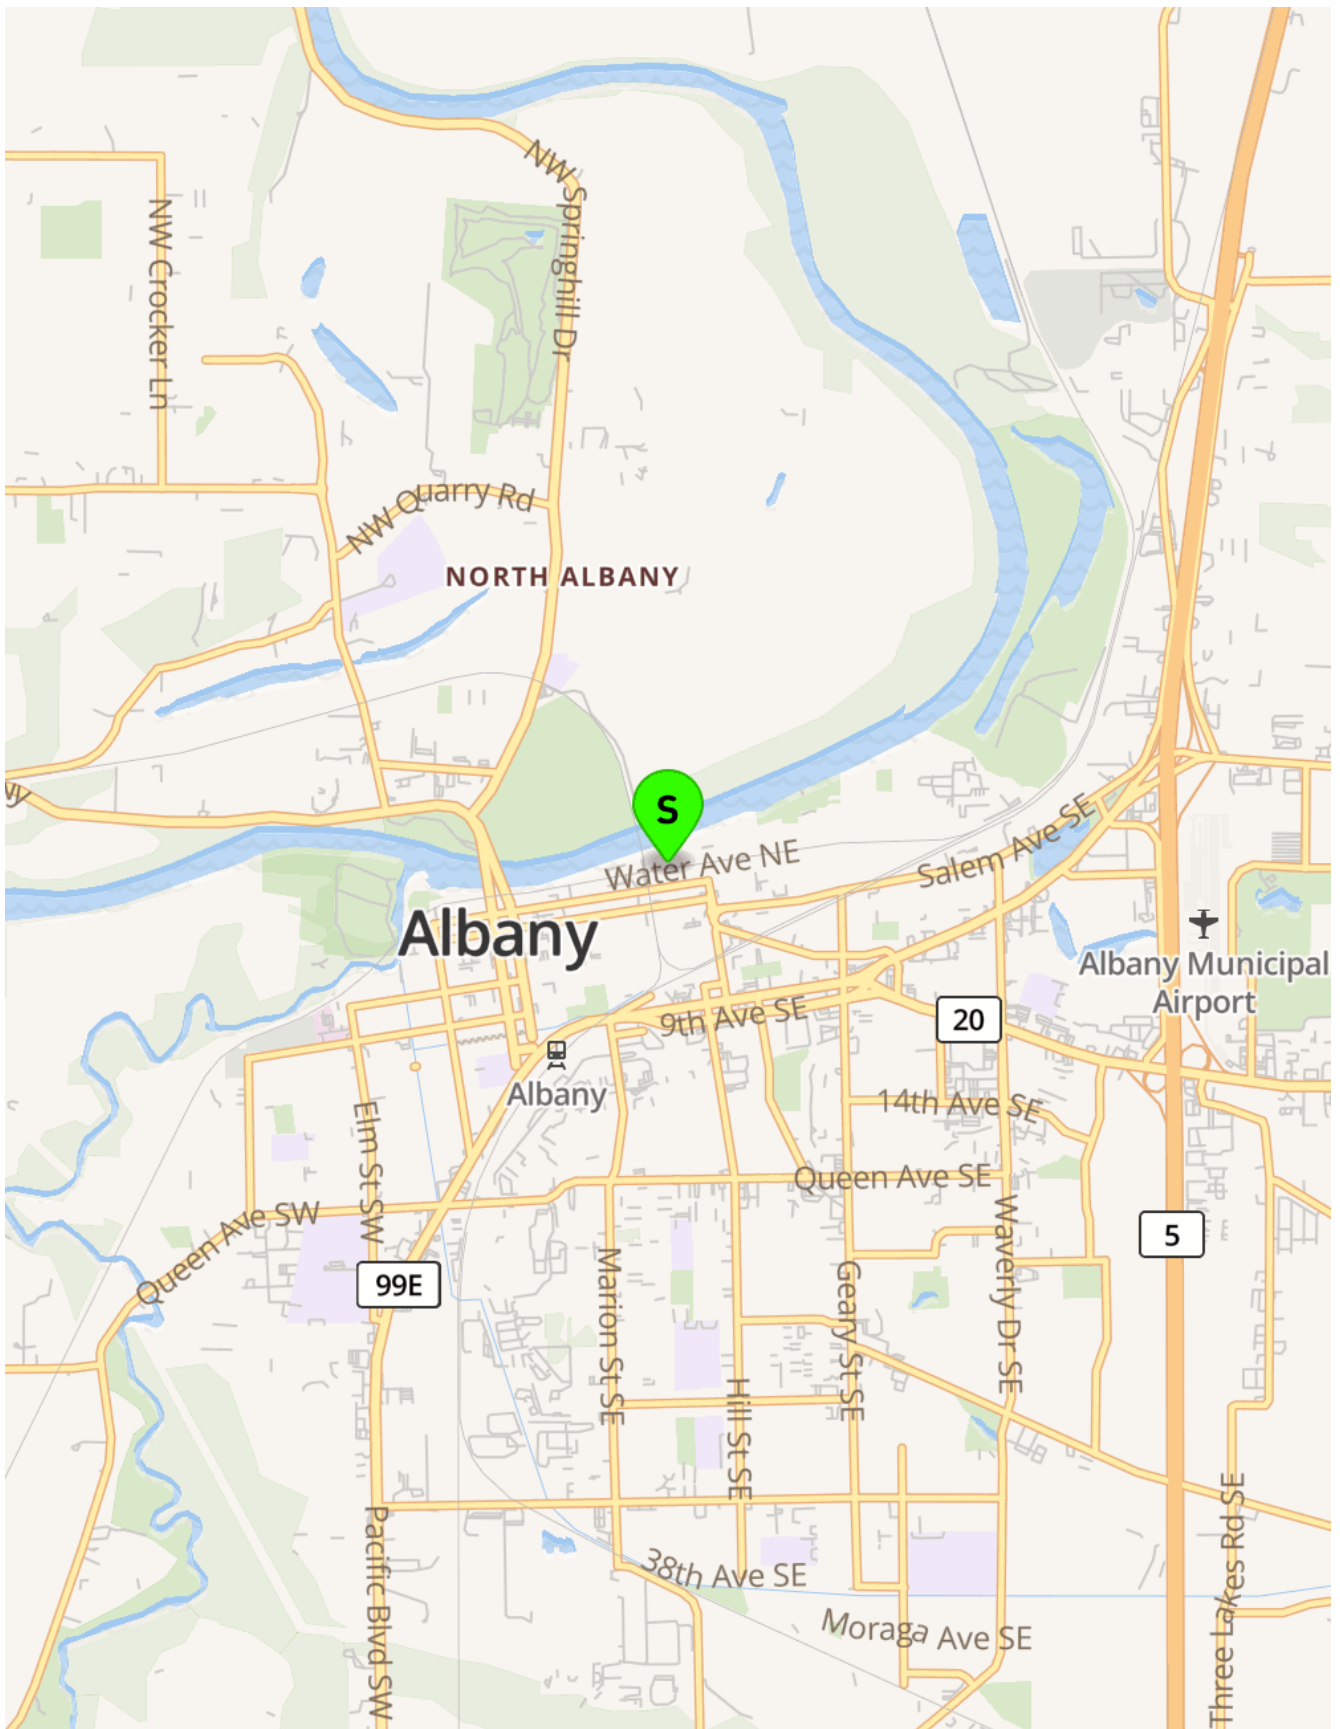 NW Springhill Dr
NW Crocker Ln
NW Quarry Rd
NORTH ALBANY
S
Water Ave NE
Salem Ave SE
Albany
Albany Municipal
Airport
9th Ave SE
20
Albany
14th Ave SE
Elm St SW
Queen Ave SE
Queen Ave SW
Waverly Dr SE
5
99E
Marion St SE
Geary St SE
Hill St SE
Three Lakes Rd SE
Pacific Blvd SW
38th Ave SE
Moraga Ave SE